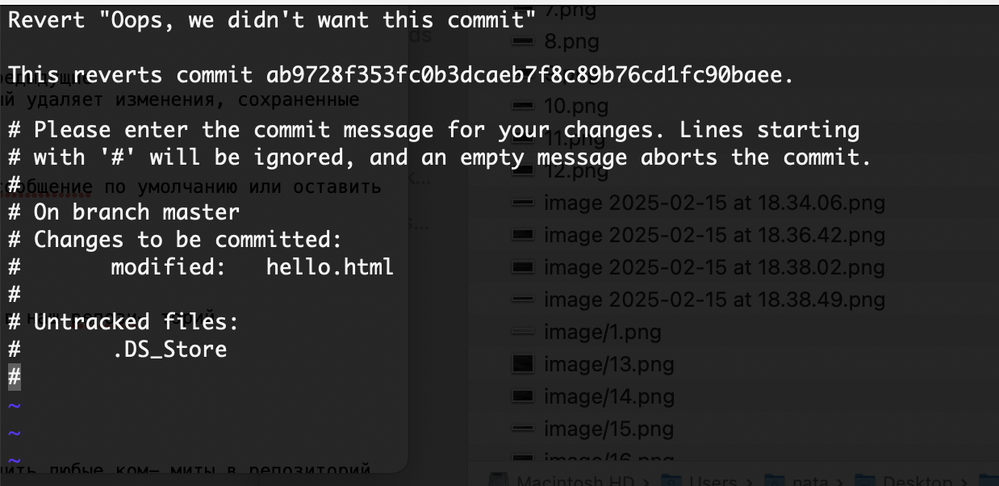 Revert "Oops, we didn't want this commit"
This reverts commit ab9728f353fc0b3dcaeb7f8c89b76cd1fc90baee.
# Please enter the commit message for your changes. Lines starting
# with '#' will be ignored, and an empty message aborts the commit.
#
# On branch master
# Changes to be committed:
#       modified:   hello.html
#
# Untracked files:
#       .DS_Store
#
~
~
~
удаляет изменения, сохраненные
сообщение по умолчанию или оставить
любые ком- миты в репозиторий
7.png
8.png
10.png
11.png
12.png
image 2025-02-15 at 18.34.06.png
image 2025-02-15 at 18.36.42.png
image 2025-02-15 at 18.38.02.png
image 2025-02-15 at 18.38.49.png
image/1.png
image/13.png
image/14.png
image/15.png
image/16.png
Macintosh HD › Users › nata › Desktop ›